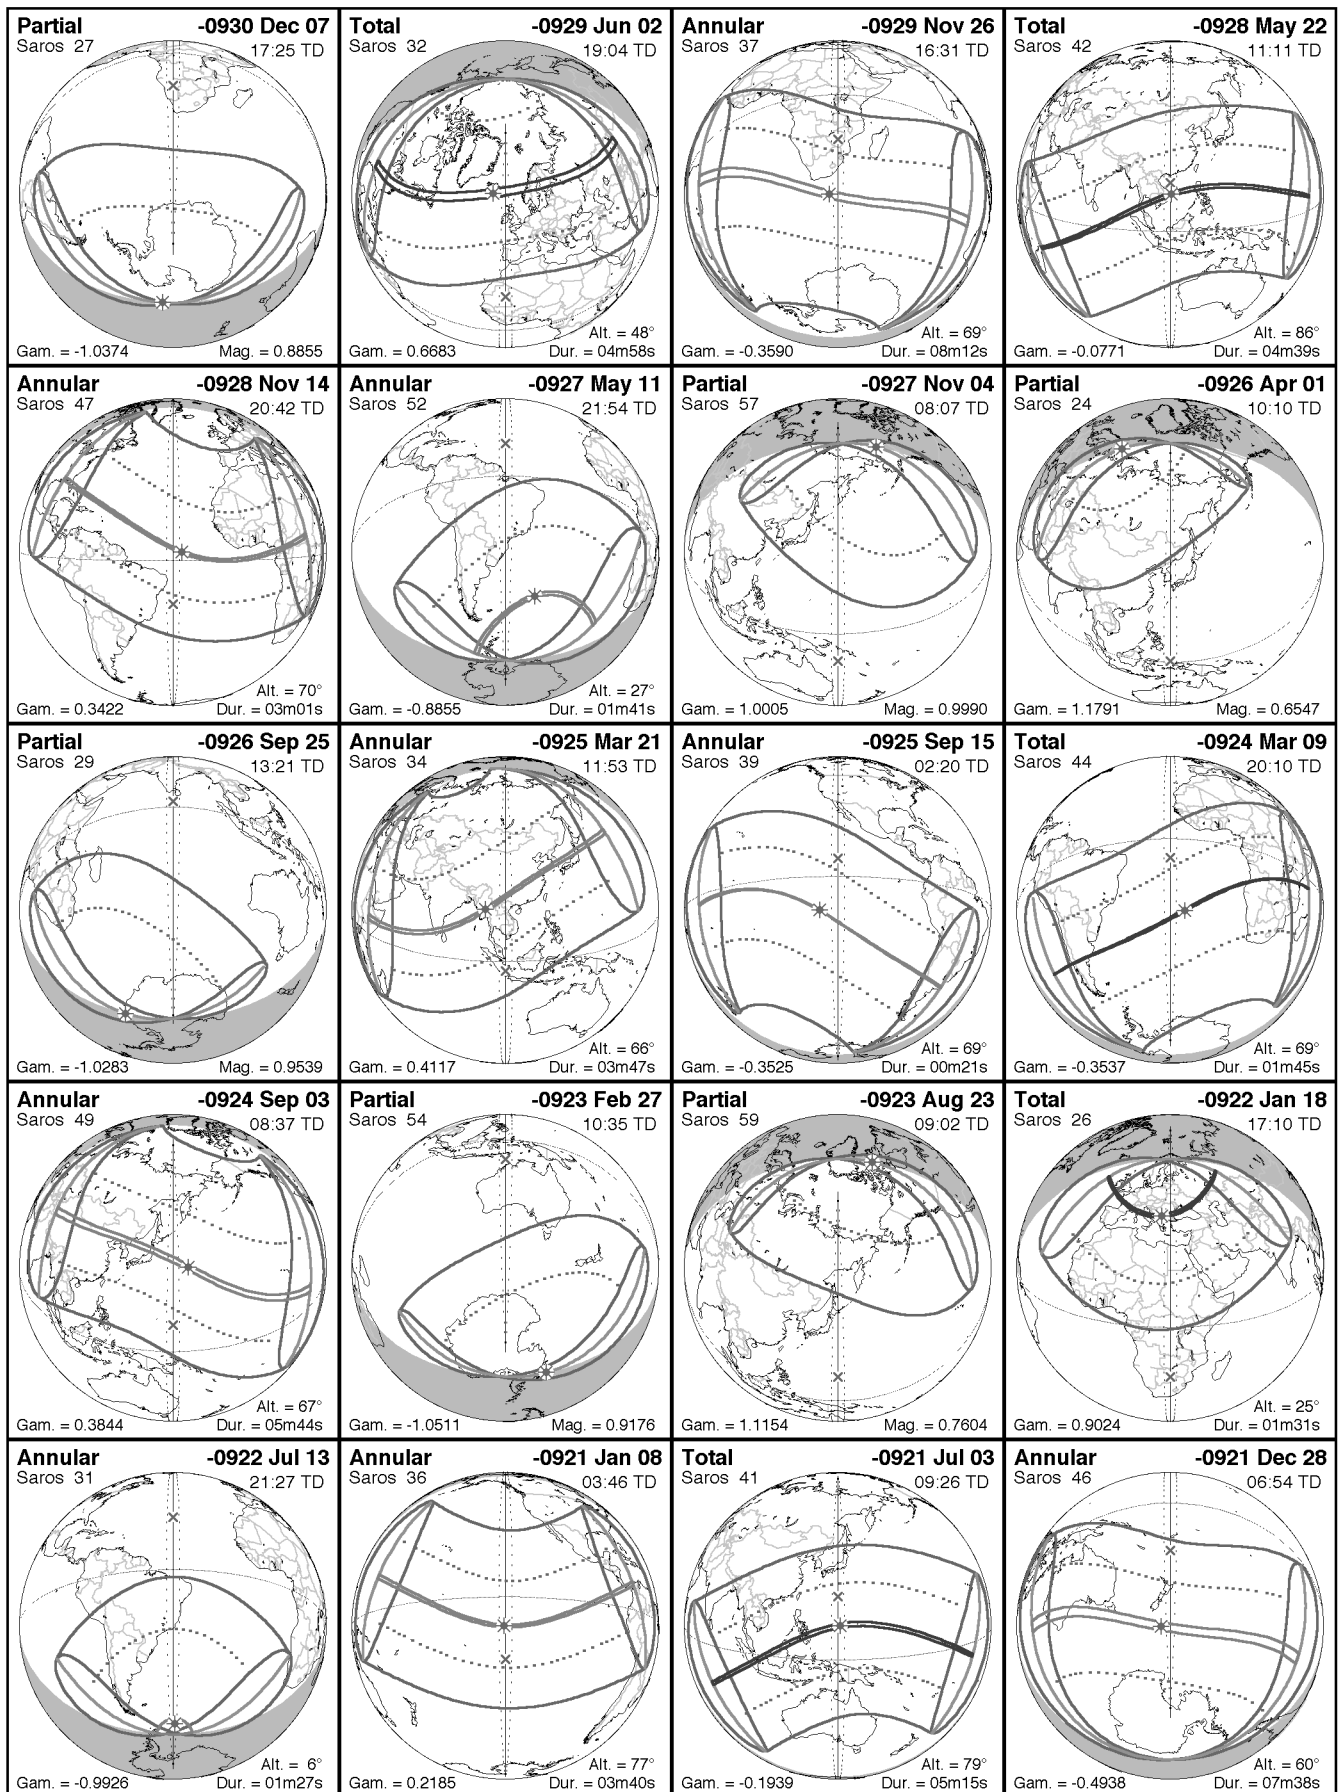 Partial -0930 Dec 07
Saros 27 17:25 TD
Gam. = -1.0374 Mag. = 0.8855
Total -0929 Jun 02
Saros 32 19:04 TD
Alt. = 48°
Gam. = 0.6683 Dur. = 04m58s
Annular -0929 Nov 26
Saros 37 16:31 TD
Alt. = 69°
Gam. = -0.3590 Dur. = 08m12s
Total -0928 May 22
Saros 42 11:11 TD
Alt. = 86°
Gam. = -0.0771 Dur. = 04m39s
Annular -0928 Nov 14
Saros 47 20:42 TD
Alt. = 70°
Gam. = 0.3422 Dur. = 03m01s
Annular -0927 May 11
Saros 52 21:54 TD
Alt. = 27°
Gam. = -0.8855 Dur. = 01m41s
Partial -0927 Nov 04
Saros 57 08:07 TD
Gam. = 1.0005 Mag. = 0.9990
Partial -0926 Apr 01
Saros 24 10:10 TD
Gam. = 1.1791 Mag. = 0.6547
Partial -0926 Sep 25
Saros 29 13:21 TD
Gam. = -1.0283 Mag. = 0.9539
Annular -0925 Mar 21
Saros 34 11:53 TD
Alt. = 66°
Gam. = 0.4117 Dur. = 03m47s
Annular -0925 Sep 15
Saros 39 02:20 TD
Alt. = 69°
Gam. = -0.3525 Dur. = 00m21s
Total -0924 Mar 09
Saros 44 20:10 TD
Alt. = 69°
Gam. = -0.3537 Dur. = 01m45s
Annular -0924 Sep 03
Saros 49 08:37 TD
Alt. = 67°
Gam. = 0.3844 Dur. = 05m44s
Partial -0923 Feb 27
Saros 54 10:35 TD
Gam. = -1.0511 Mag. = 0.9176
Partial -0923 Aug 23
Saros 59 09:02 TD
Gam. = 1.1154 Mag. = 0.7604
Total -0922 Jan 18
Saros 26 17:10 TD
Alt. = 25°
Gam. = 0.9024 Dur. = 01m31s
Annular -0922 Jul 13
Saros 31 21:27 TD
Alt. = 6°
Gam. = -0.9926 Dur. = 01m27s
Annular -0921 Jan 08
Saros 36 03:46 TD
Alt. = 77°
Gam. = 0.2185 Dur. = 03m40s
Total -0921 Jul 03
Saros 41 09:26 TD
Alt. = 79°
Gam. = -0.1939 Dur. = 05m15s
Annular -0921 Dec 28
Saros 46 06:54 TD
Alt. = 60°
Gam. = -0.4938 Dur. = 07m38s